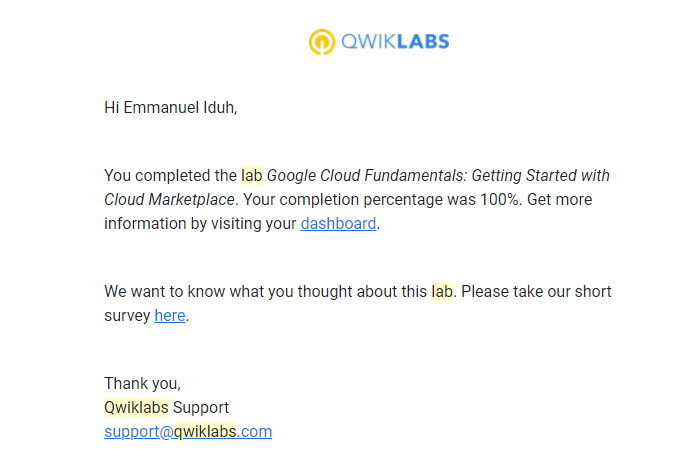 QWIKLABS
Hi Emmanuel Iduh,
You completed the lab Google Cloud Fundamentals: Getting Started with
Cloud Marketplace. Your completion percentage was 100%. Get more
information by visiting your dashboard.
We want to know what you thought about this lab. Please take our short
survey here.
Thank you,
Qwiklabs Support
support@qwiklabs.com